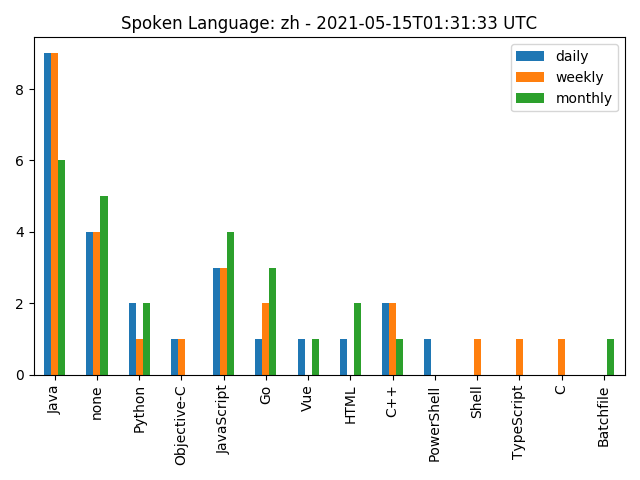 Spoken Language: zh - 2021-05-15T01:31:33 UTC
daily
weekly
monthly
8
6
4
2
0
Java
none
Python
Objective-C
JavaScript
Go
Vue
HTML
C++
PowerShell
Shell
TypeScript
C
Batchfile